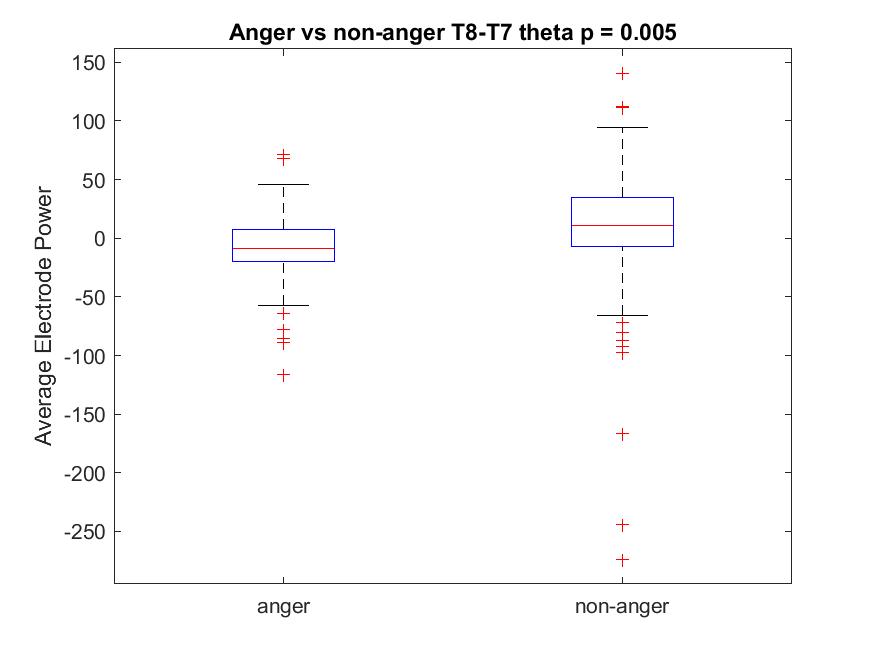 Anger vs non-anger T8-T7 theta p = 0.005
Average Electrode Power
150
100
50
0
-50
-100
-150
-200
-250
anger
non-anger